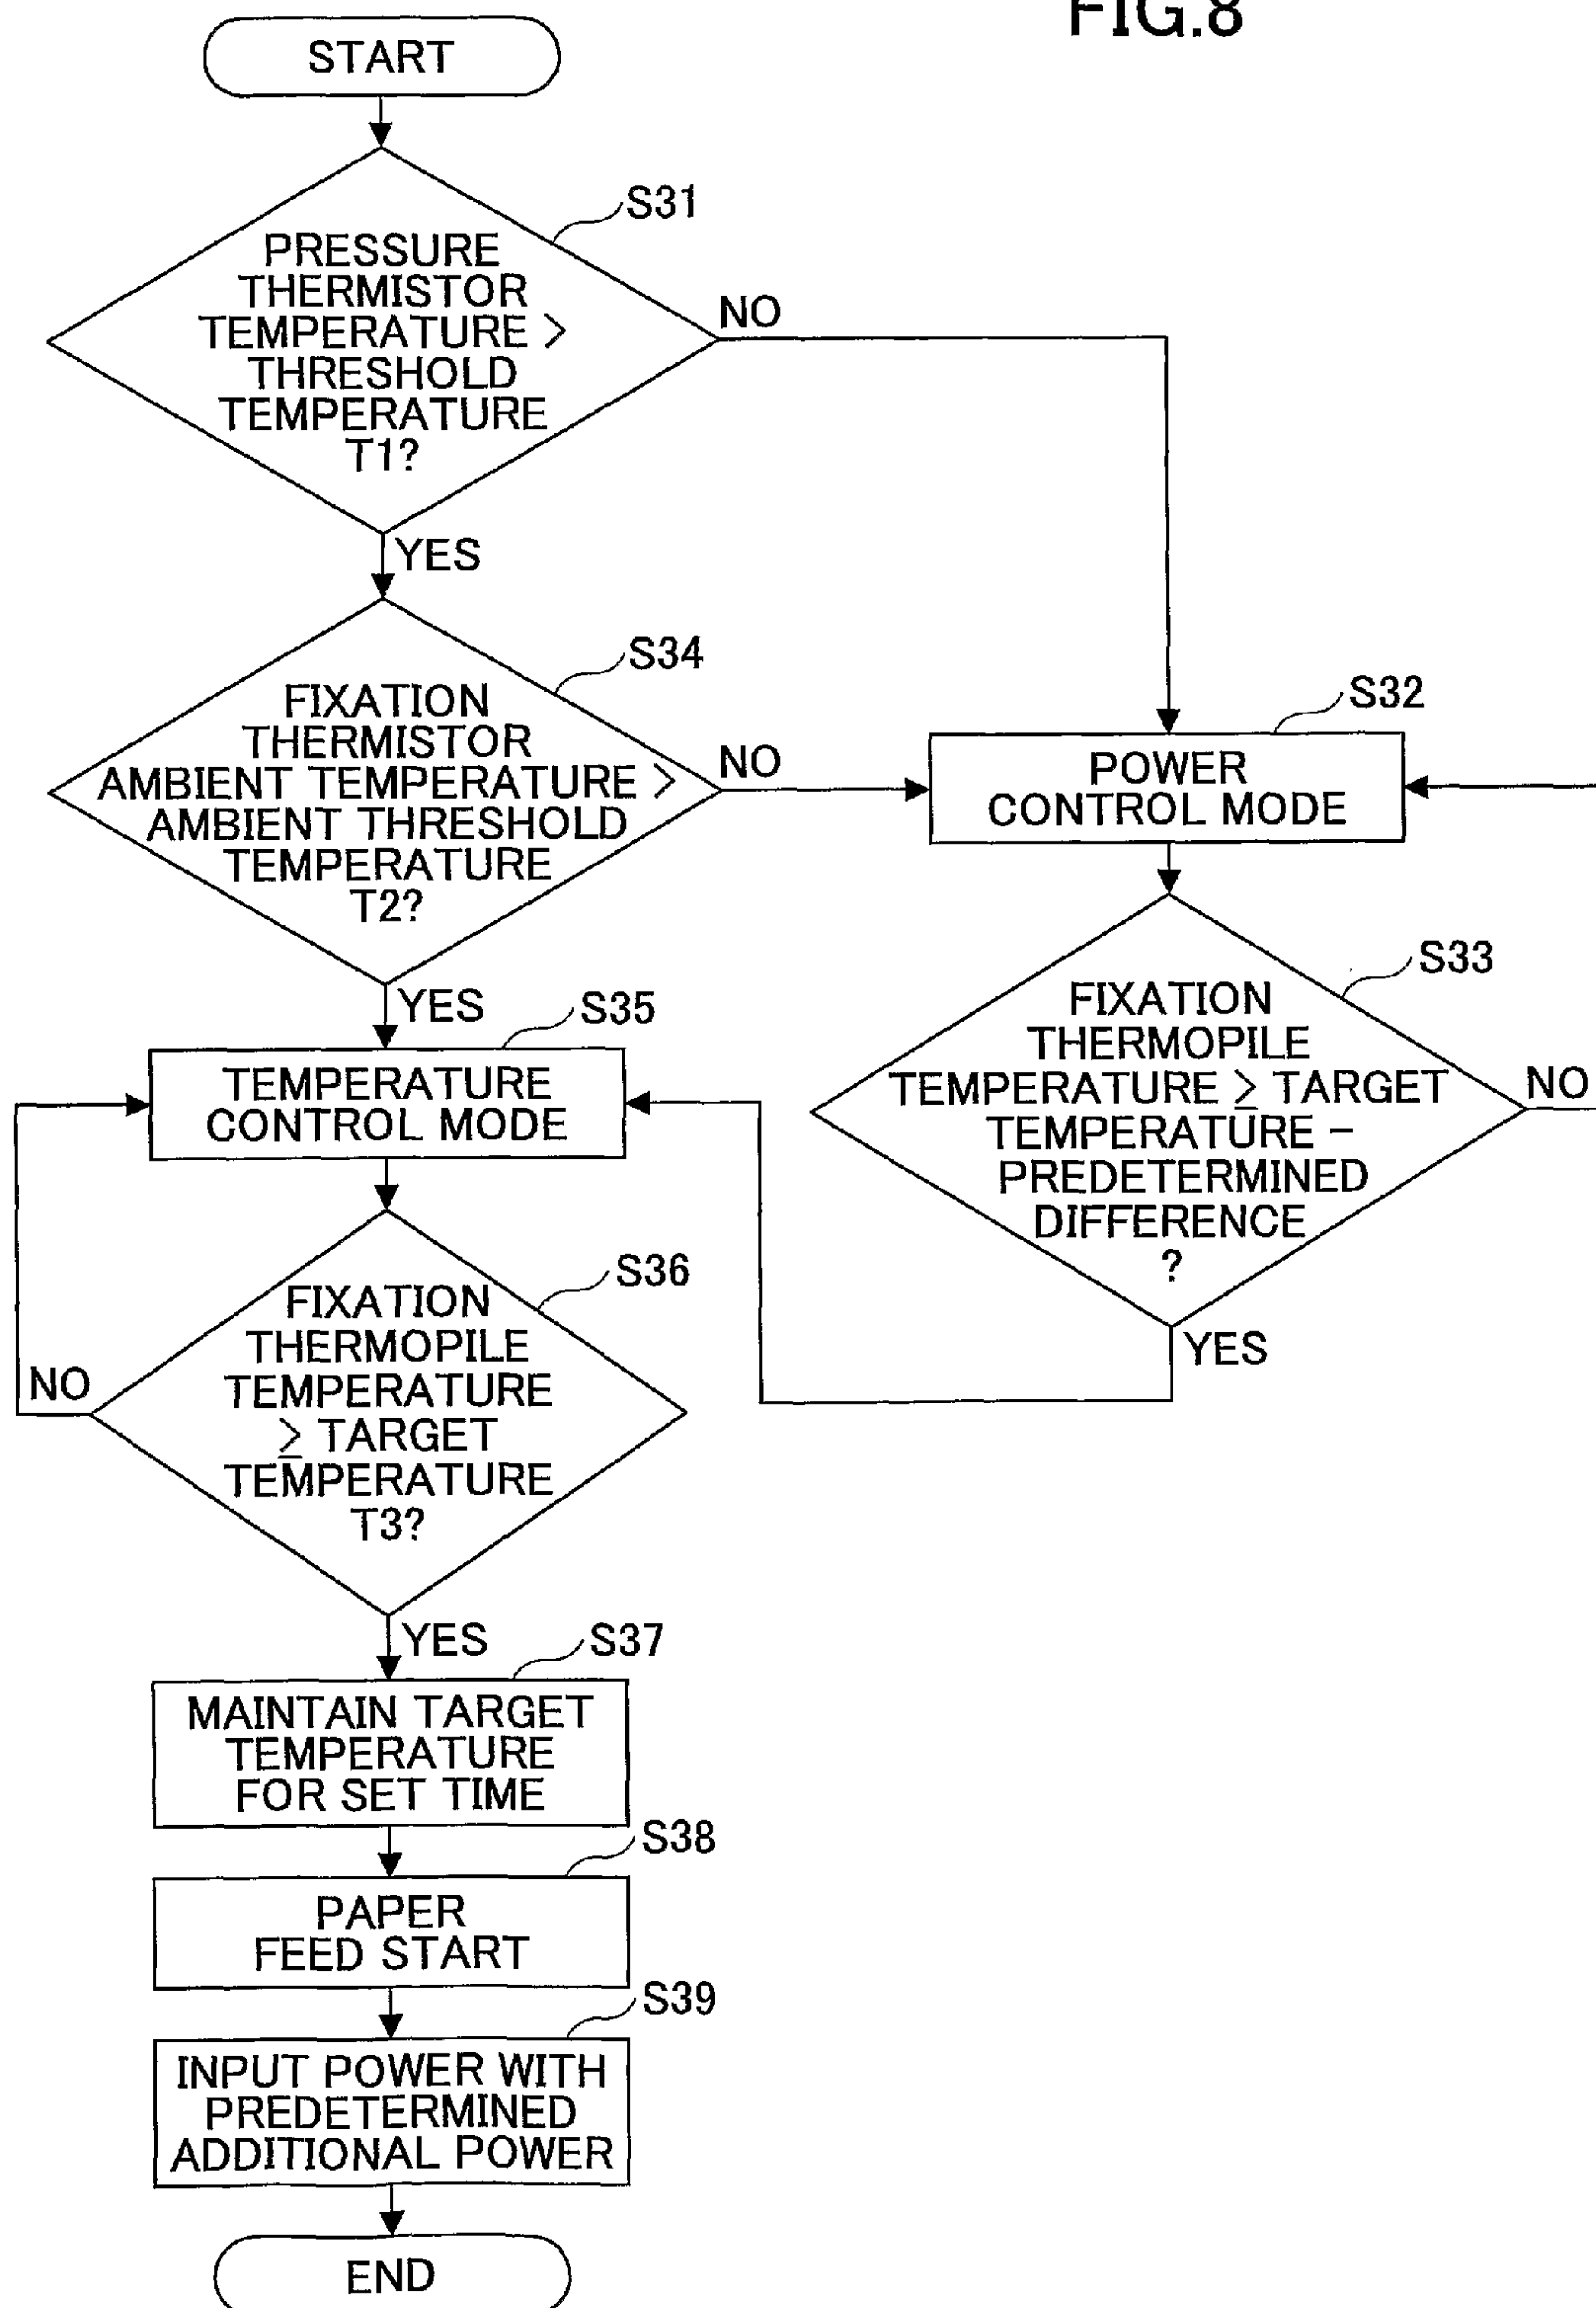 FIG.8
START
S31
PRESSURE
THERMISTOR
TEMPERATURE >
THRESHOLD
TEMPERATURE
T1?
NO
YES
S34
FIXATION
THERMISTOR
AMBIENT TEMPERATURE >
AMBIENT THRESHOLD
TEMPERATURE
T2?
NO
YES
S32
POWER
CONTROL MODE
S33
FIXATION
THERMOPILE
TEMPERATURE ≥ TARGET
TEMPERATURE –
PREDETERMINED
DIFFERENCE
?
NO
YES
S35
TEMPERATURE
CONTROL MODE
S36
FIXATION
THERMOPILE
TEMPERATURE
≥ TARGET
TEMPERATURE
T3?
NO
YES
S37
MAINTAIN TARGET
TEMPERATURE
FOR SET TIME
S38
PAPER
FEED START
S39
INPUT POWER WITH
PREDETERMINED
ADDITIONAL POWER
END